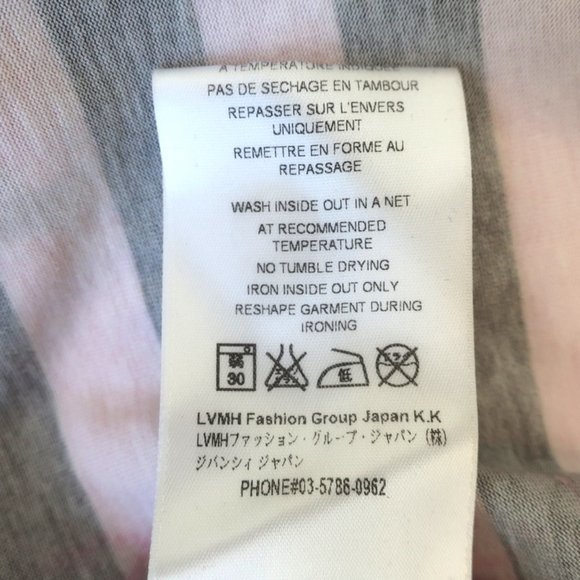 A TEMPERATURE INDIQUEE
PAS DE SECHAGE EN TAMBOUR
REPASSER SUR L'ENVERS
UNIQUEMENT
REMETTRE EN FORME AU
REPASSAGE
WASH INSIDE OUT IN A NET
AT RECOMMENDED
TEMPERATURE
NO TUMBLE DRYING
IRON INSIDE OUT ONLY
RESHAPE GARMENT DURING
IRONING
30 低
LVMH Fashion Group Japan K.K
LVMHファッション・グループ・ジャパン (株)
ジバンシィ ジャパン
PHONE#03-5786-0962